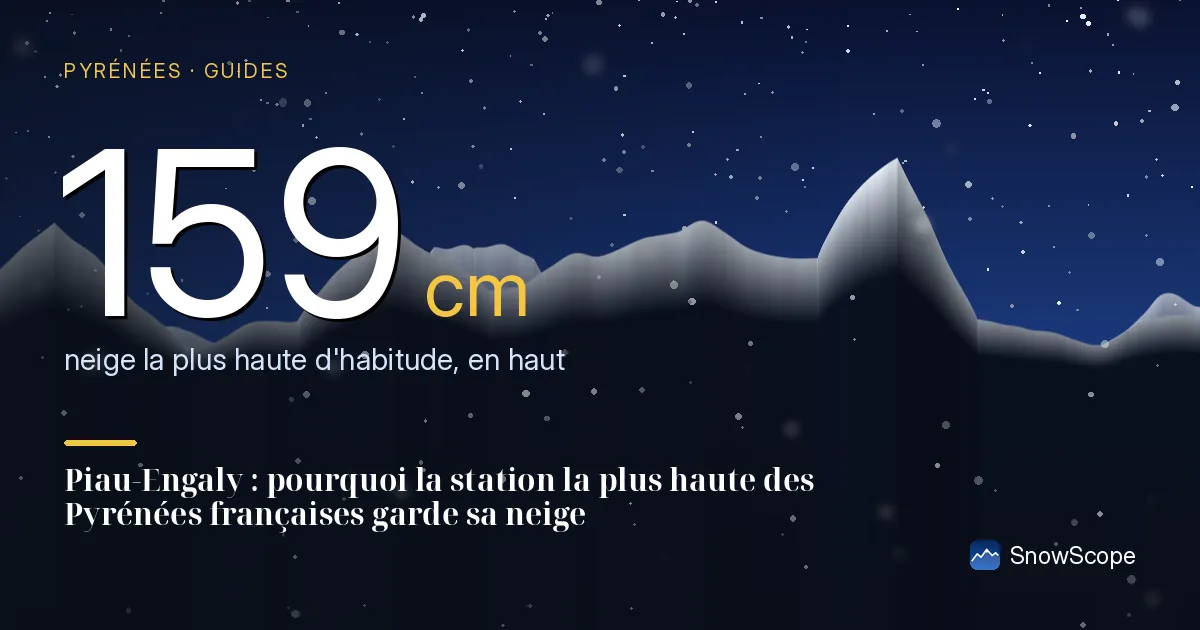 PYRÉNÉES · GUIDES
159 cm
neige la plus haute d'habitude, en haut
Piau-Engaly : pourquoi la station la plus haute des
Pyrénées françaises garde sa neige
SnowScope